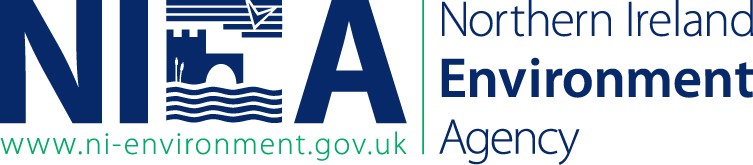 NIEA
www.ni-environment.gov.uk
Northern Ireland
Environment
Agency